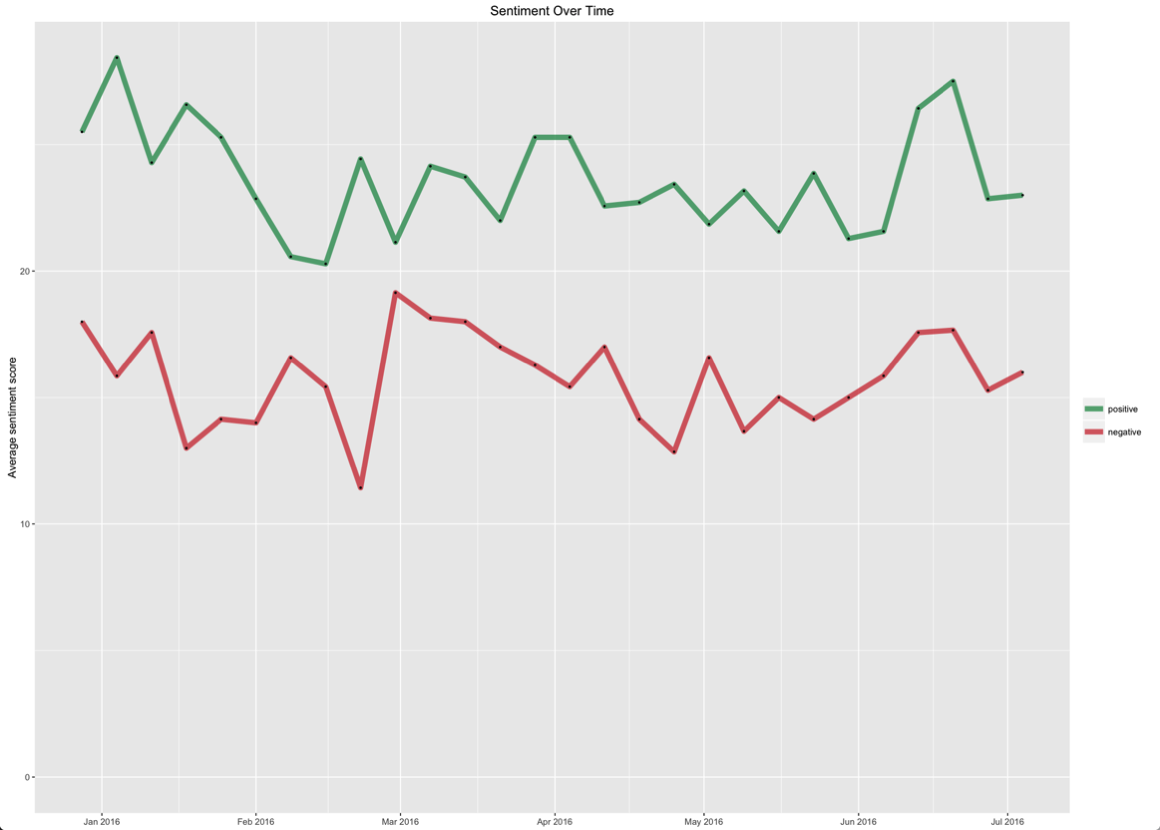 Sentiment Over Time
Average sentiment score
20
10
0
Jan 2016
Feb 2016
Mar 2016
Apr 2016
May 2016
Jun 2016
Jul 2016
positive
negative